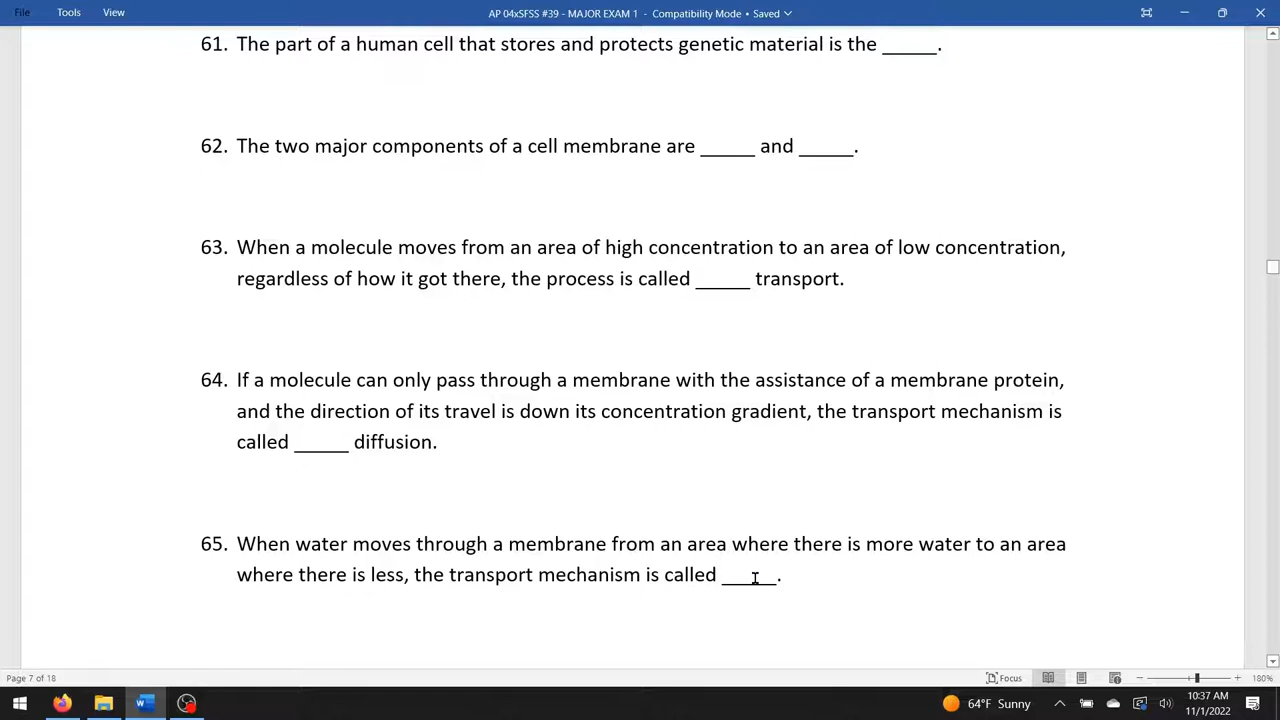 File Tools View AP 04xSFSS #39 - MAJOR EXAM 1 - Compatibility Mode • Saved
61. The part of a human cell that stores and protects genetic material is the _____.
62. The two major components of a cell membrane are _____ and _____.
63. When a molecule moves from an area of high concentration to an area of low concentration,
regardless of how it got there, the process is called _____ transport.
64. If a molecule can only pass through a membrane with the assistance of a membrane protein,
and the direction of its travel is down its concentration gradient, the transport mechanism is
called _____ diffusion.
65. When water moves through a membrane from an area where there is more water to an area
where there is less, the transport mechanism is called _____.
Page 7 of 18 Focus 180%
64°F Sunny 10:37 AM
11/1/2022